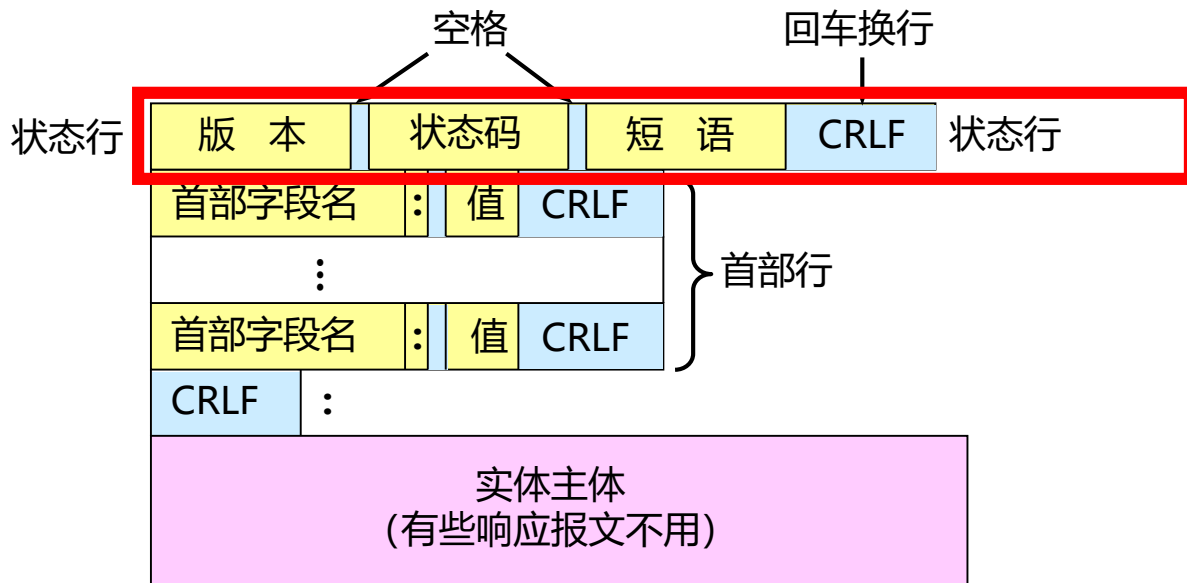 空格 回车换行
状态行 版 本 状态码 短 语 CRLF 状态行
首部字段名 : 值 CRLF
⋮
首部行
首部字段名 : 值 CRLF
CRLF :
实体主体
(有些响应报文不用)